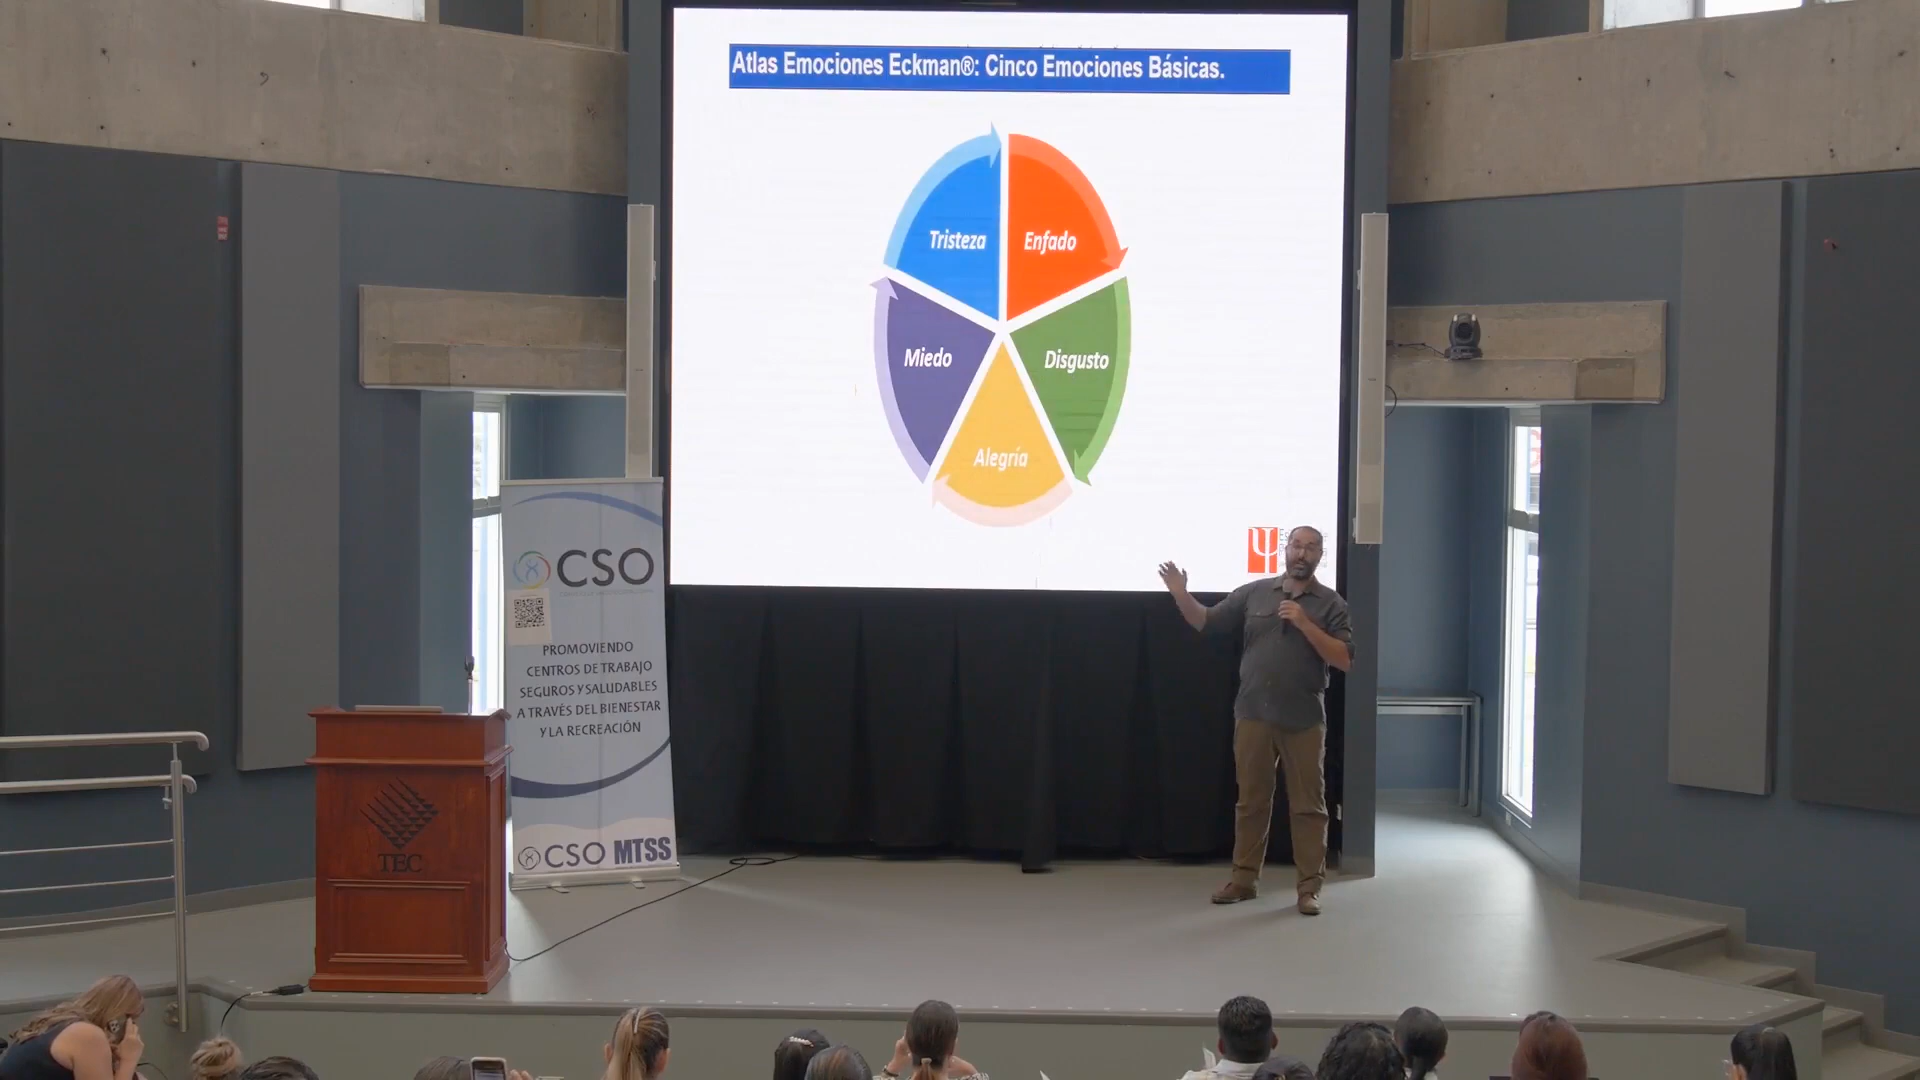 Atlas Emociones Eckman®: Cinco Emociones Básicas.
Tristeza
Enfado
Miedo
Disgusto
Alegría
CSO
PROMOVIENDO
CENTROS DE TRABAJO
SEGUROS Y SALUDABLES
A TRAVÉS DEL BIENESTAR
Y LA RECREACIÓN
CSO MTSS
TEC